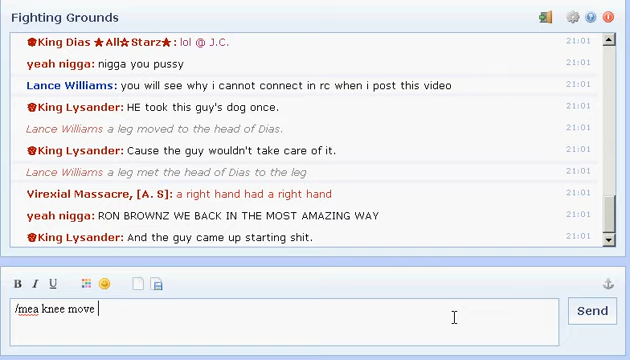 Fighting Grounds
King Dias ★All★Starz★: lol @ J.C. 21:01
yeah nigga: nigga you pussy 21:01
Lance Williams: you will see why i cannot connect in rc when i post this video 21:01
King Lysander: HE took this guy's dog once. 21:01
Lance Williams a leg moved to the head of Dias. 21:01
King Lysander: Cause the guy wouldn't take care of it. 21:01
Lance Williams a leg met the head of Dias to the leg 21:01
Virexial Massacre, [A. S]: a right hand had a right hand 21:01
yeah nigga: RON BROWNZ WE BACK IN THE MOST AMAZING WAY 21:01
King Lysander: And the guy came up starting shit. 21:01
B I U
/mea knee move
Send